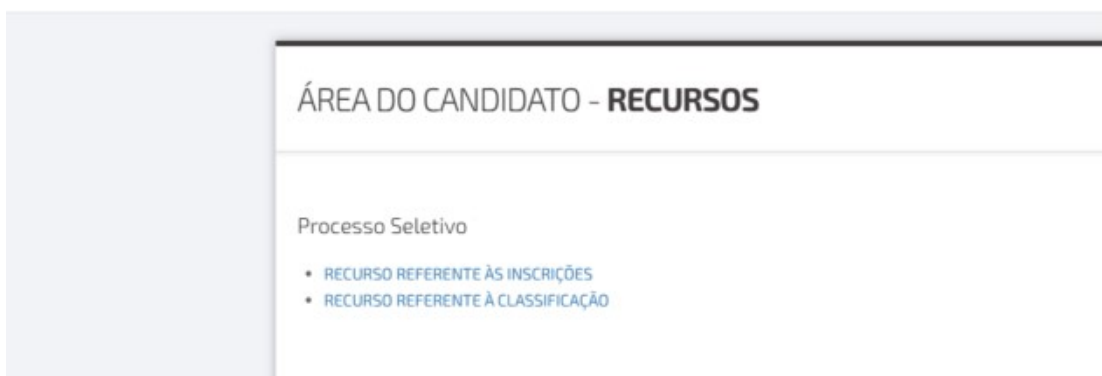 ÁREA DO CANDIDATO - RECURSOS
Processo Seletivo
• RECURSO REFERENTE ÀS INSCRIÇÕES
• RECURSO REFERENTE À CLASSIFICAÇÃO